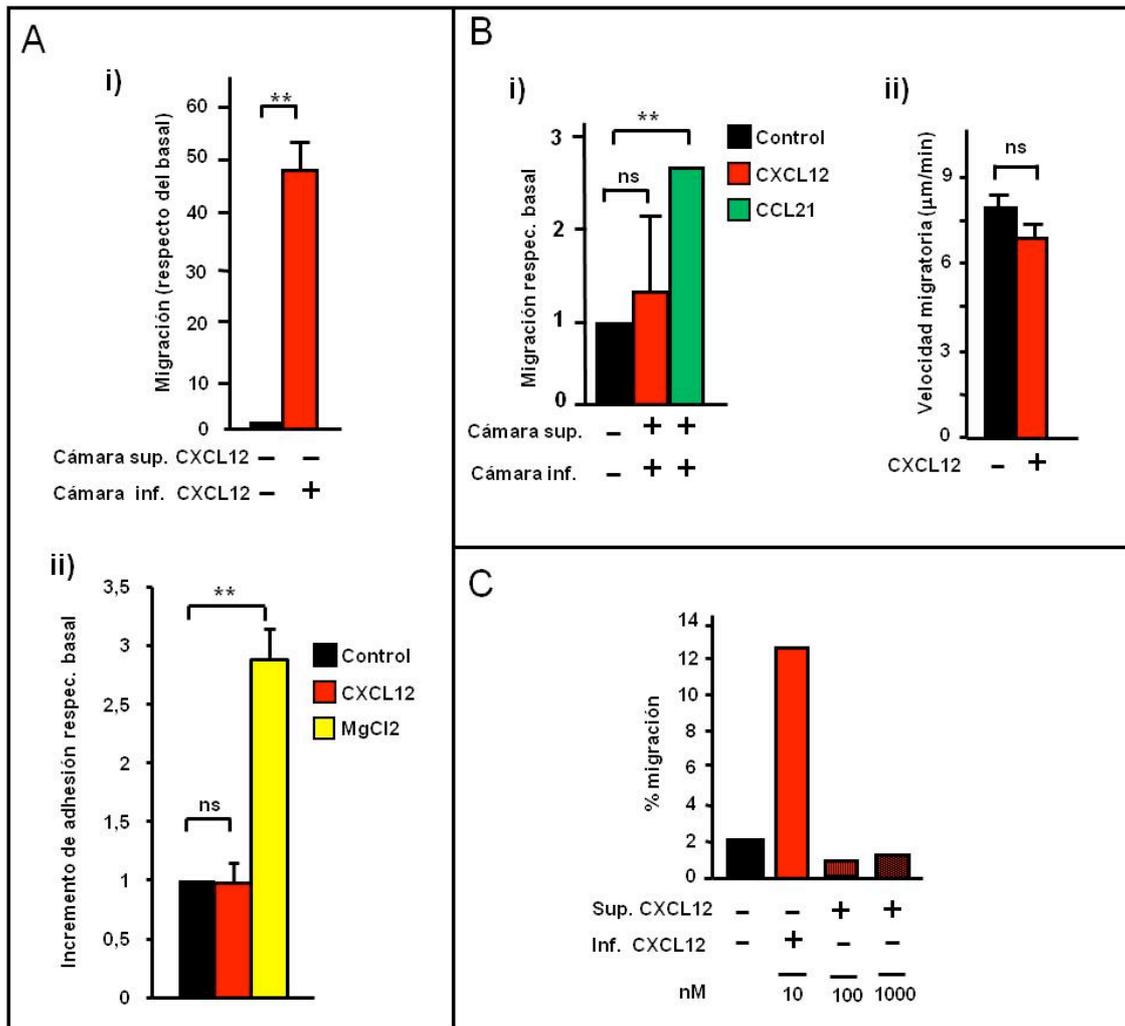 A
i)
Migración (respecto del basal)
60
50
40
30
20
10
0
**
Cámara sup. CXCL12 – –
Cámara inf. CXCL12 – +
ii)
Incremento de adhesión respec. basal
3,5
3
2,5
2
1,5
1
0,5
0
**
ns
Control
CXCL12
MgCl2
B
i)
Migración respec. basal
3
2
1
0
**
ns
Control
CXCL12
CCL21
Cámara sup. – + +
Cámara inf. – + +
ii)
Velocidad migratoria (µm/min)
9
6
3
0
ns
CXCL12 – +
C
% migración
14
12
10
8
6
4
2
0
Sup. CXCL12 – – + +
Inf. CXCL12 – + – –
nM 10 100 1000